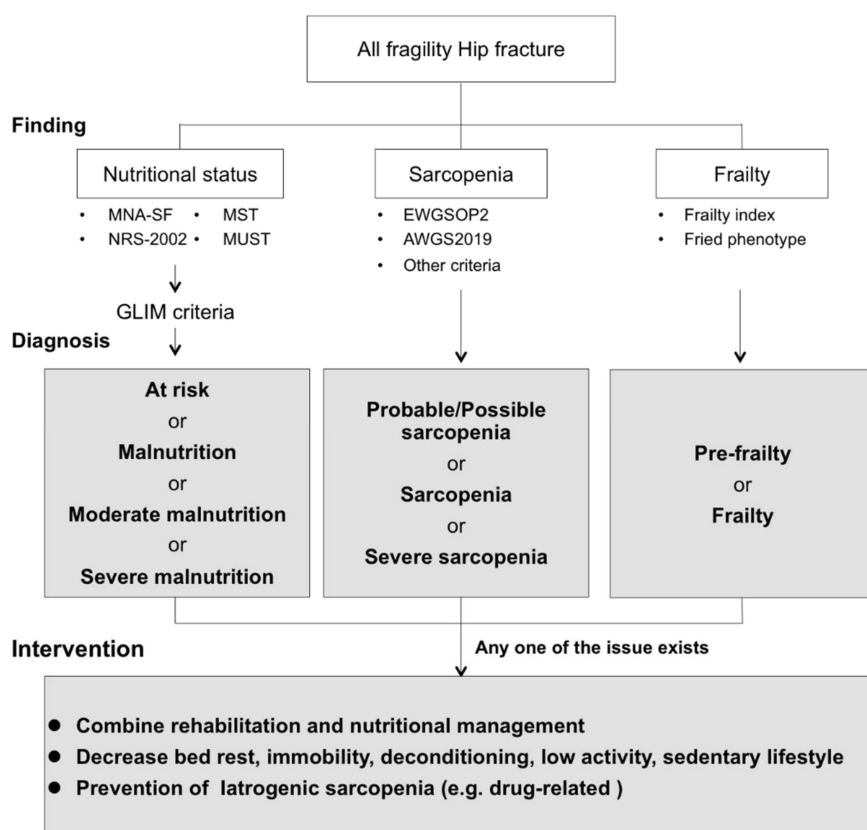 All fragility Hip fracture
Finding
Nutritional status
Sarcopenia
Frailty
• MNA-SF • MST
• NRS-2002 • MUST
• EWGSOP2
• AWGS2019
• Other criteria
• Frailty index
• Fried phenotype
GLIM criteria
Diagnosis
At risk
or
Malnutrition
or
Moderate malnutrition
or
Severe malnutrition
Probable/Possible
sarcopenia
or
Sarcopenia
or
Severe sarcopenia
Pre-frailty
or
Frailty
Intervention
Any one of the issue exists
● Combine rehabilitation and nutritional management
● Decrease bed rest, immobility, deconditioning, low activity, sedentary lifestyle
● Prevention of Iatrogenic sarcopenia (e.g. drug-related )